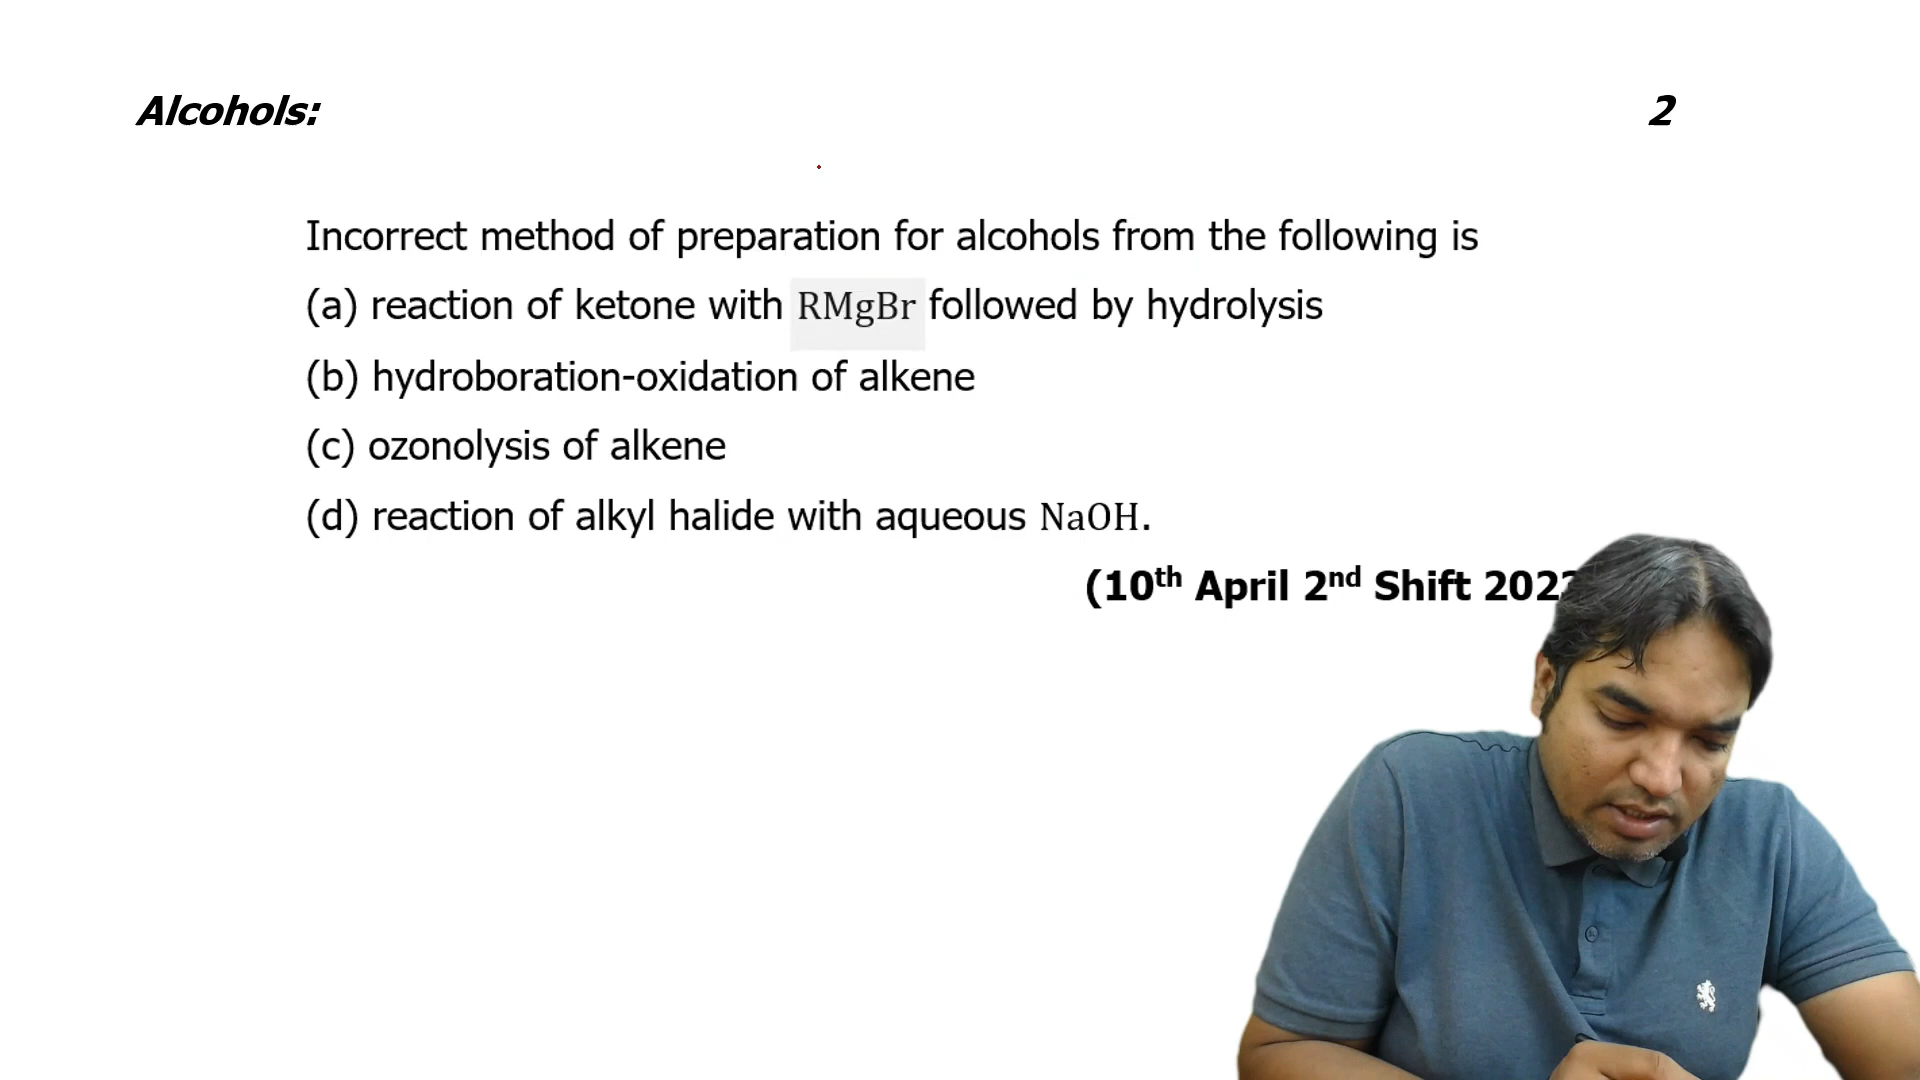 Alcohols:
2
Incorrect method of preparation for alcohols from the following is
(a) reaction of ketone with RMgBr followed by hydrolysis
(b) hydroboration-oxidation of alkene
(c) ozonolysis of alkene
(d) reaction of alkyl halide with aqueous NaOH.
(10th April 2nd Shift